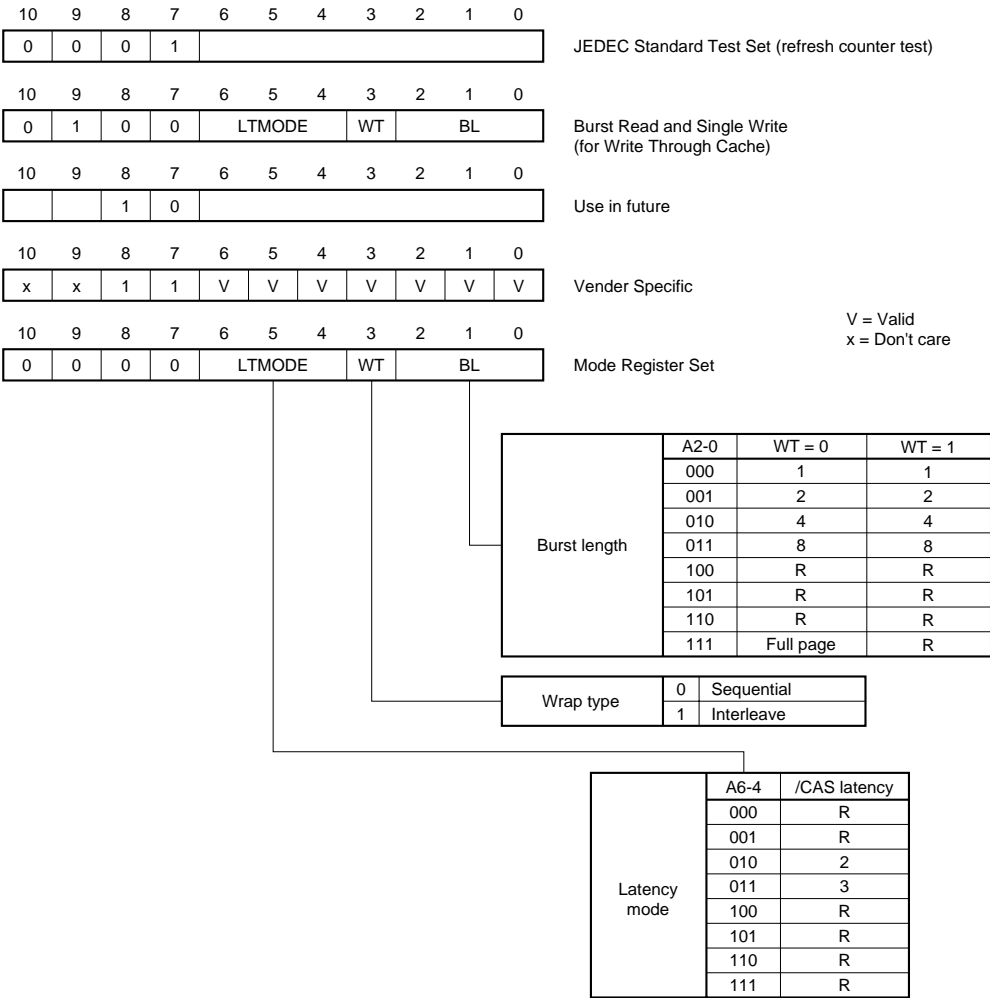 10 9 8 7 6 5 4 3 2 1 0
0 0 0 1 JEDEC Standard Test Set (refresh counter test)
10 9 8 7 6 5 4 3 2 1 0
0 1 0 0 LTMODE WT BL Burst Read and Single Write
(for Write Through Cache)
10 9 8 7 6 5 4 3 2 1 0
1 0 Use in future
10 9 8 7 6 5 4 3 2 1 0
x x 1 1 V V V V V V V Vender Specific
V = Valid
x = Don't care
10 9 8 7 6 5 4 3 2 1 0
0 0 0 0 LTMODE WT BL Mode Register Set
Burst length
A2-0 WT = 0 WT = 1
000 1 1
001 2 2
010 4 4
011 8 8
100 R R
101 R R
110 R R
111 Full page R
Wrap type
0 Sequential
1 Interleave
Latency
mode
A6-4 /CAS latency
000 R
001 R
010 2
011 3
100 R
101 R
110 R
111 R